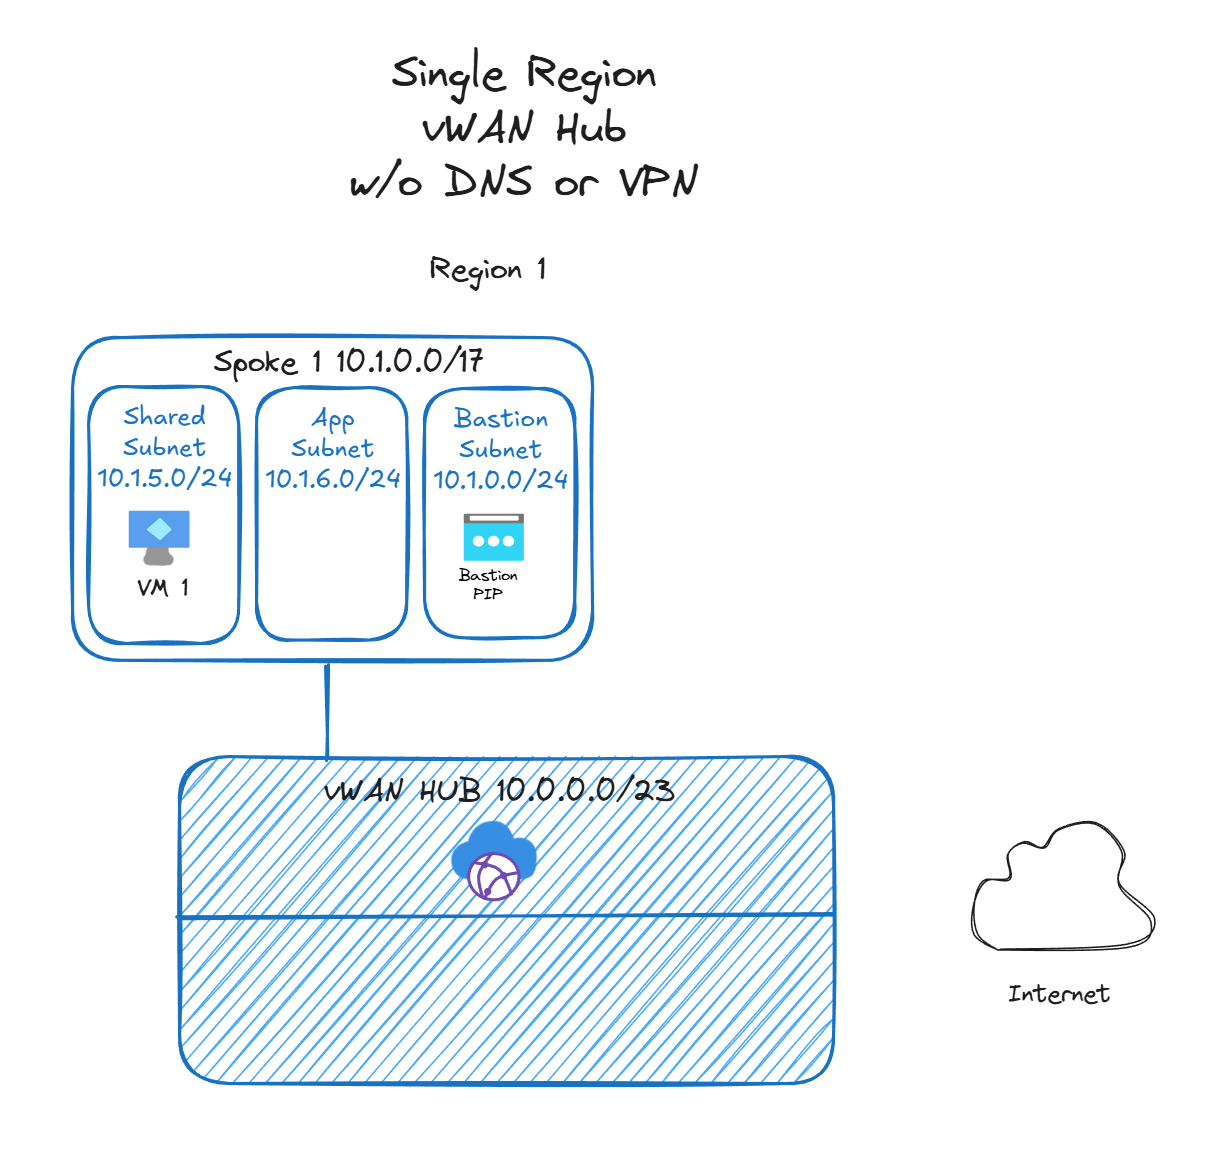 Single Region
vWAN Hub
w/o DNS or VPN
Region 1
Spoke 1 10.1.0.0/17
Shared
Subnet
10.1.5.0/24
VM 1
App
Subnet
10.1.6.0/24
Bastion
Subnet
10.1.0.0/24
Bastion
PIP
vWAN HUB 10.0.0.0/23
Internet